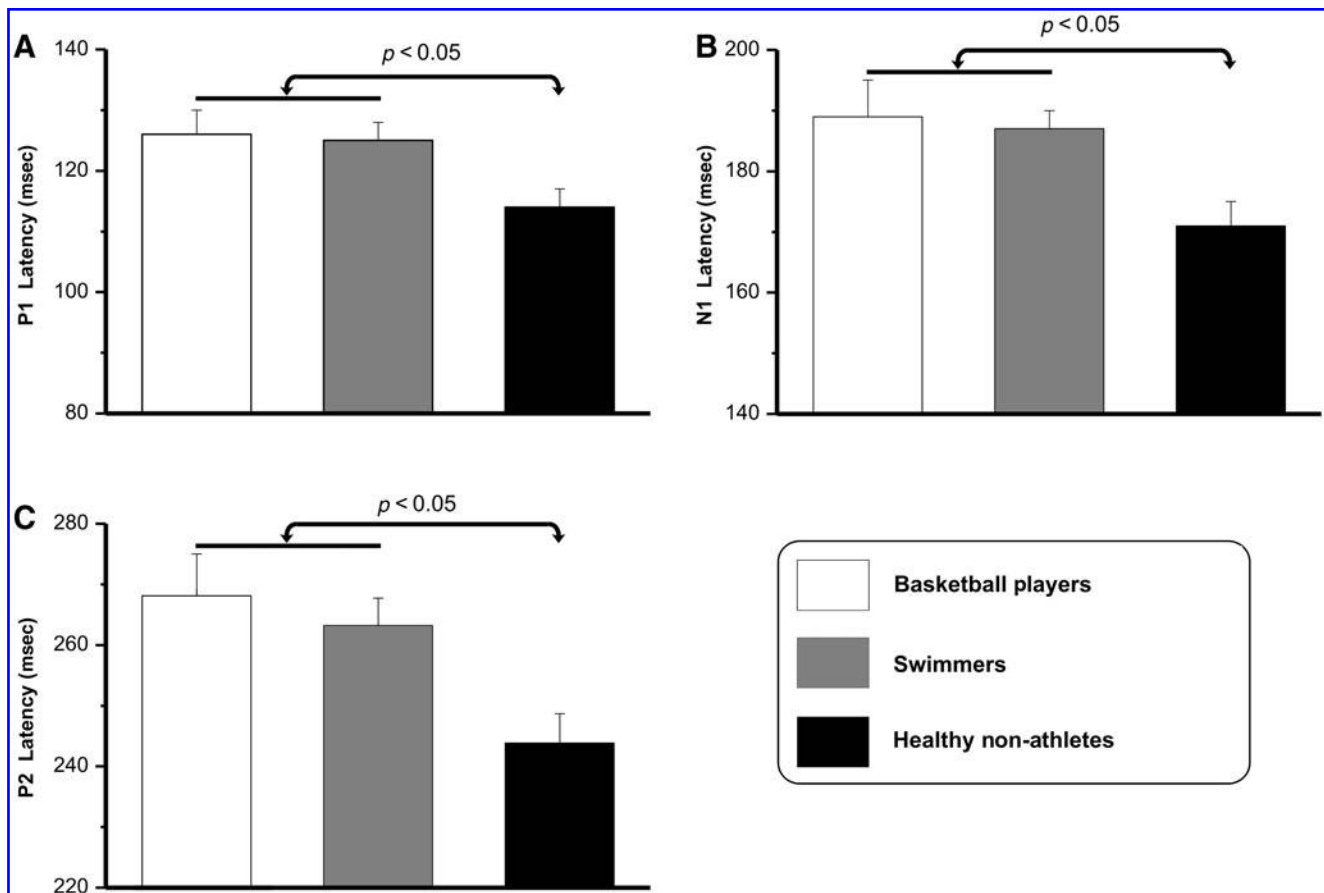 A
140
120
100
80
P1 Latency (msec)
p < 0.05
B
200
180
160
140
N1 Latency (msec)
p < 0.05
C
280
260
240
220
P2 Latency (msec)
p < 0.05
Basketball players
Swimmers
Healthy non-athletes